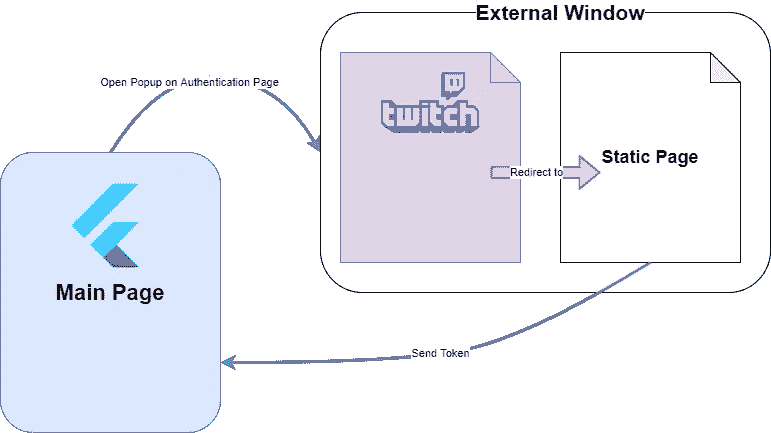 External Window
Open Popup on Authentication Page
twitch
Redirect to
Static Page
Main Page
Send Token